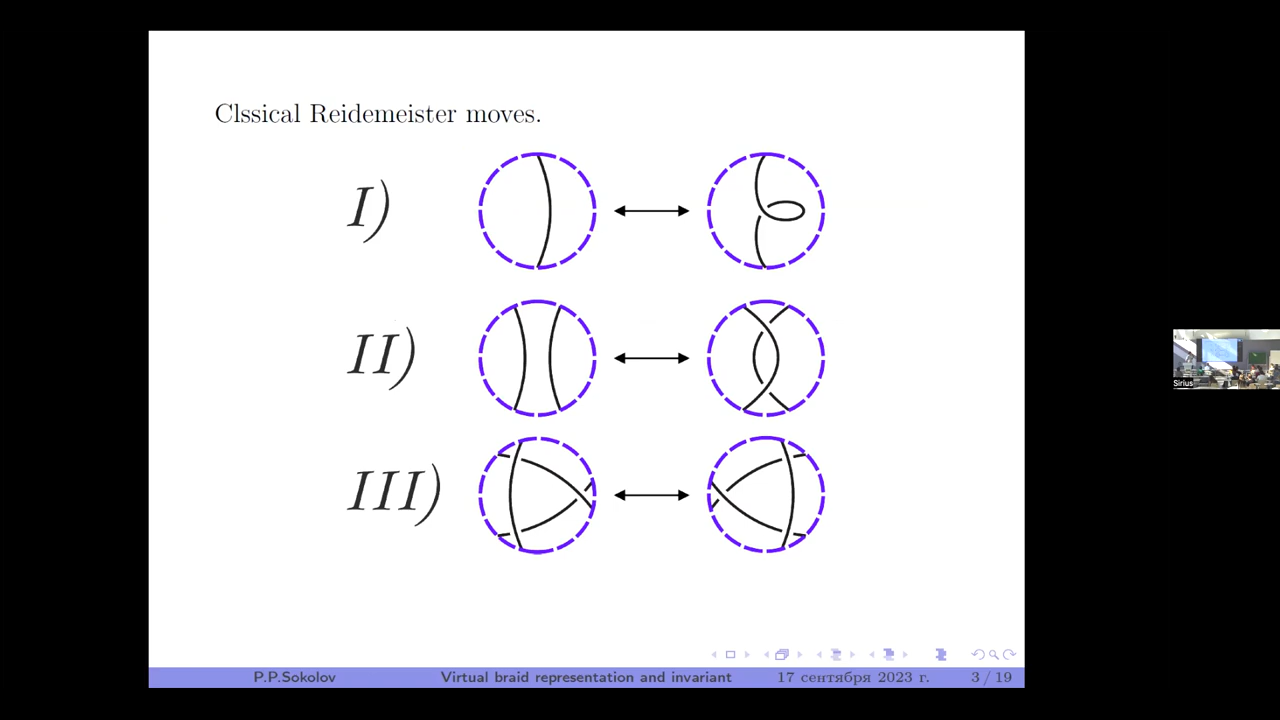 Clssical Reidemeister moves.
I)
II)
III)
Sirius
P.P.Sokolov Virtual braid representation and invariant 17 сентября 2023 г. 3 / 19